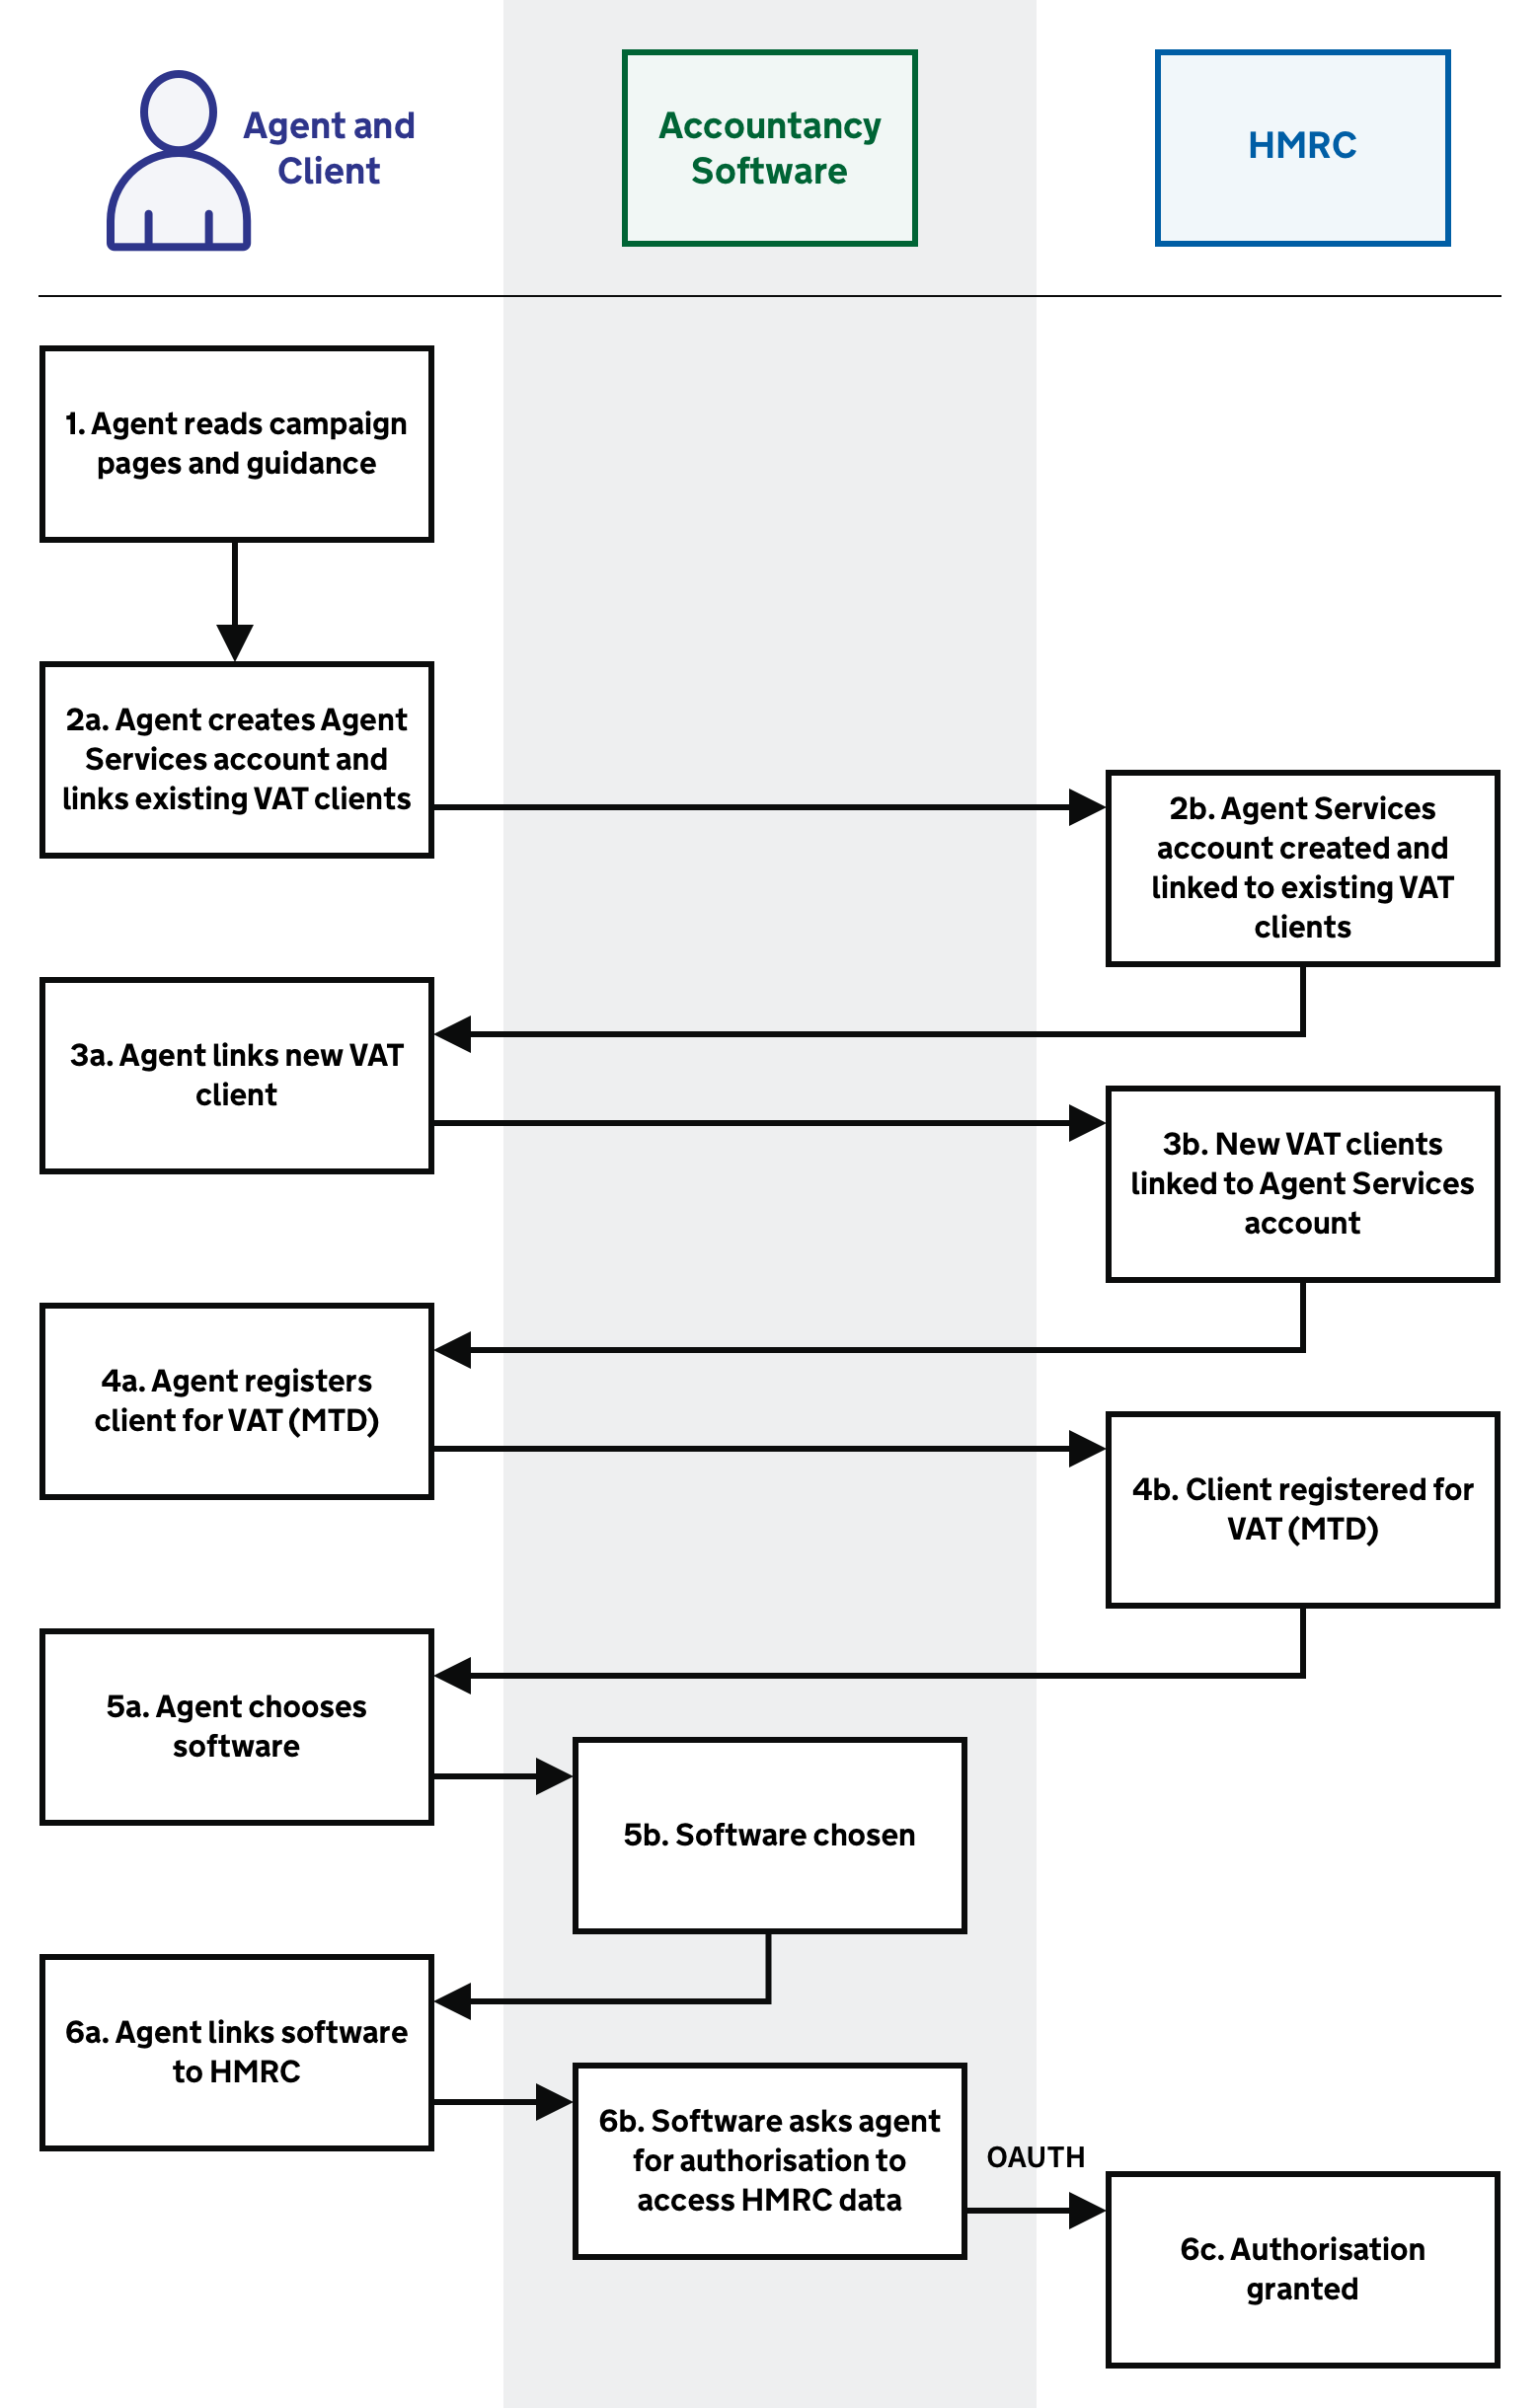 Agent and
Client
Accountancy
Software
HMRC
1. Agent reads campaign
pages and guidance
2a. Agent creates Agent
Services account and
links existing VAT clients
2b. Agent Services
account created and
linked to existing VAT
clients
3a. Agent links new VAT
client
3b. New VAT clients
linked to Agent Services
account
4a. Agent registers
client for VAT (MTD)
4b. Client registered for
VAT (MTD)
5a. Agent chooses
software
5b. Software chosen
6a. Agent links software
to HMRC
6b. Software asks agent
for authorisation to
access HMRC data
OAUTH
6c. Authorisation
granted